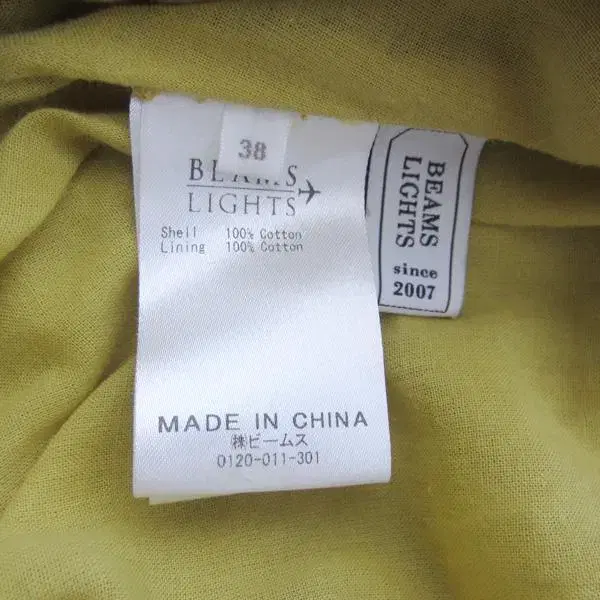 38
BEAMS
LIGHTS
Shell 100% Cotton
Lining 100% Cotton
MADE IN CHINA
㈱ビームス
0120-011-301
BEAMS
LIGHTS
since
2007